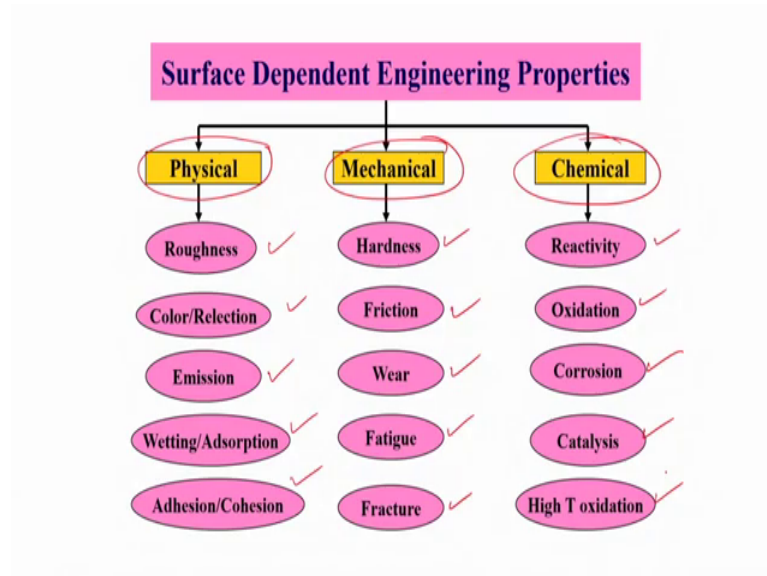 Surface Dependent Engineering Properties
Physical
Mechanical
Chemical
Roughness
Hardness
Reactivity
Color/Relection
Friction
Oxidation
Emission
Wear
Corrosion
Wetting/Adsorption
Fatigue
Catalysis
Adhesion/Cohesion
Fracture
High T oxidation